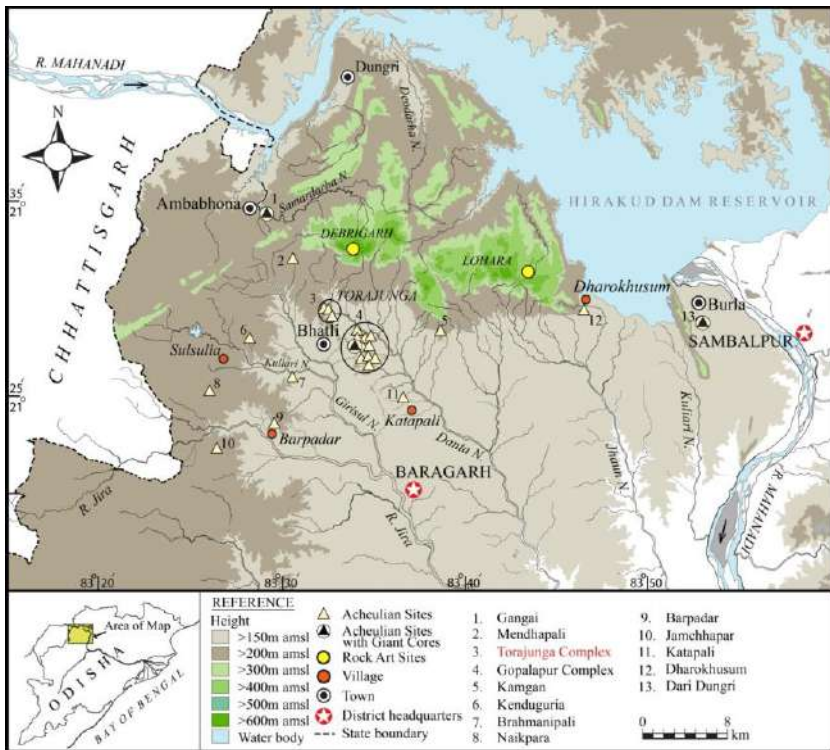 R. MAHANADI
Dungri
Deodarha N.
N
35
21
Ambabhona
1
Samardarha N.
HIRAKUD DAM RESERVOIR
CHHATTISGARH
DEBRIGARH
2
LOHARA
Dharokhusum
3
TORAJUNGA
4
12
Burla
13
SAMBALPUR
Bhatli
5
6
Sulsulia
Kuliari N
7
8
25
21
11
Katapali
Girisul N.
Danta N
Kuliari N.
9
Barpadar
10
BARAGARH
Jhaun N.
R. Jira
R. Jira
R. MAHANADI
83°20
83°30
83°40
83°50
Area of Map
ODISHA
BAY OF BENGAL
REFERENCE
Height
>150m amsl
>200m amsl
>300m amsl
>400m amsl
>500m amsl
>600m amsl
Water body
Acheulian Sites
Acheulian Sites
with Giant Cores
Rock Art Sites
Village
Town
District headquarters
State boundary
1. Gangai
2 Mendhapali
3 Torajunga Complex
4. Gopalapur Complex
5. Kamgan
6. Kenduguria
7. Brahmanipali
8. Naikpara
9. Barpadar
10. Jamchhapar
11. Katapali
12. Dharokhusum
13. Dari Dungri
0 8
km